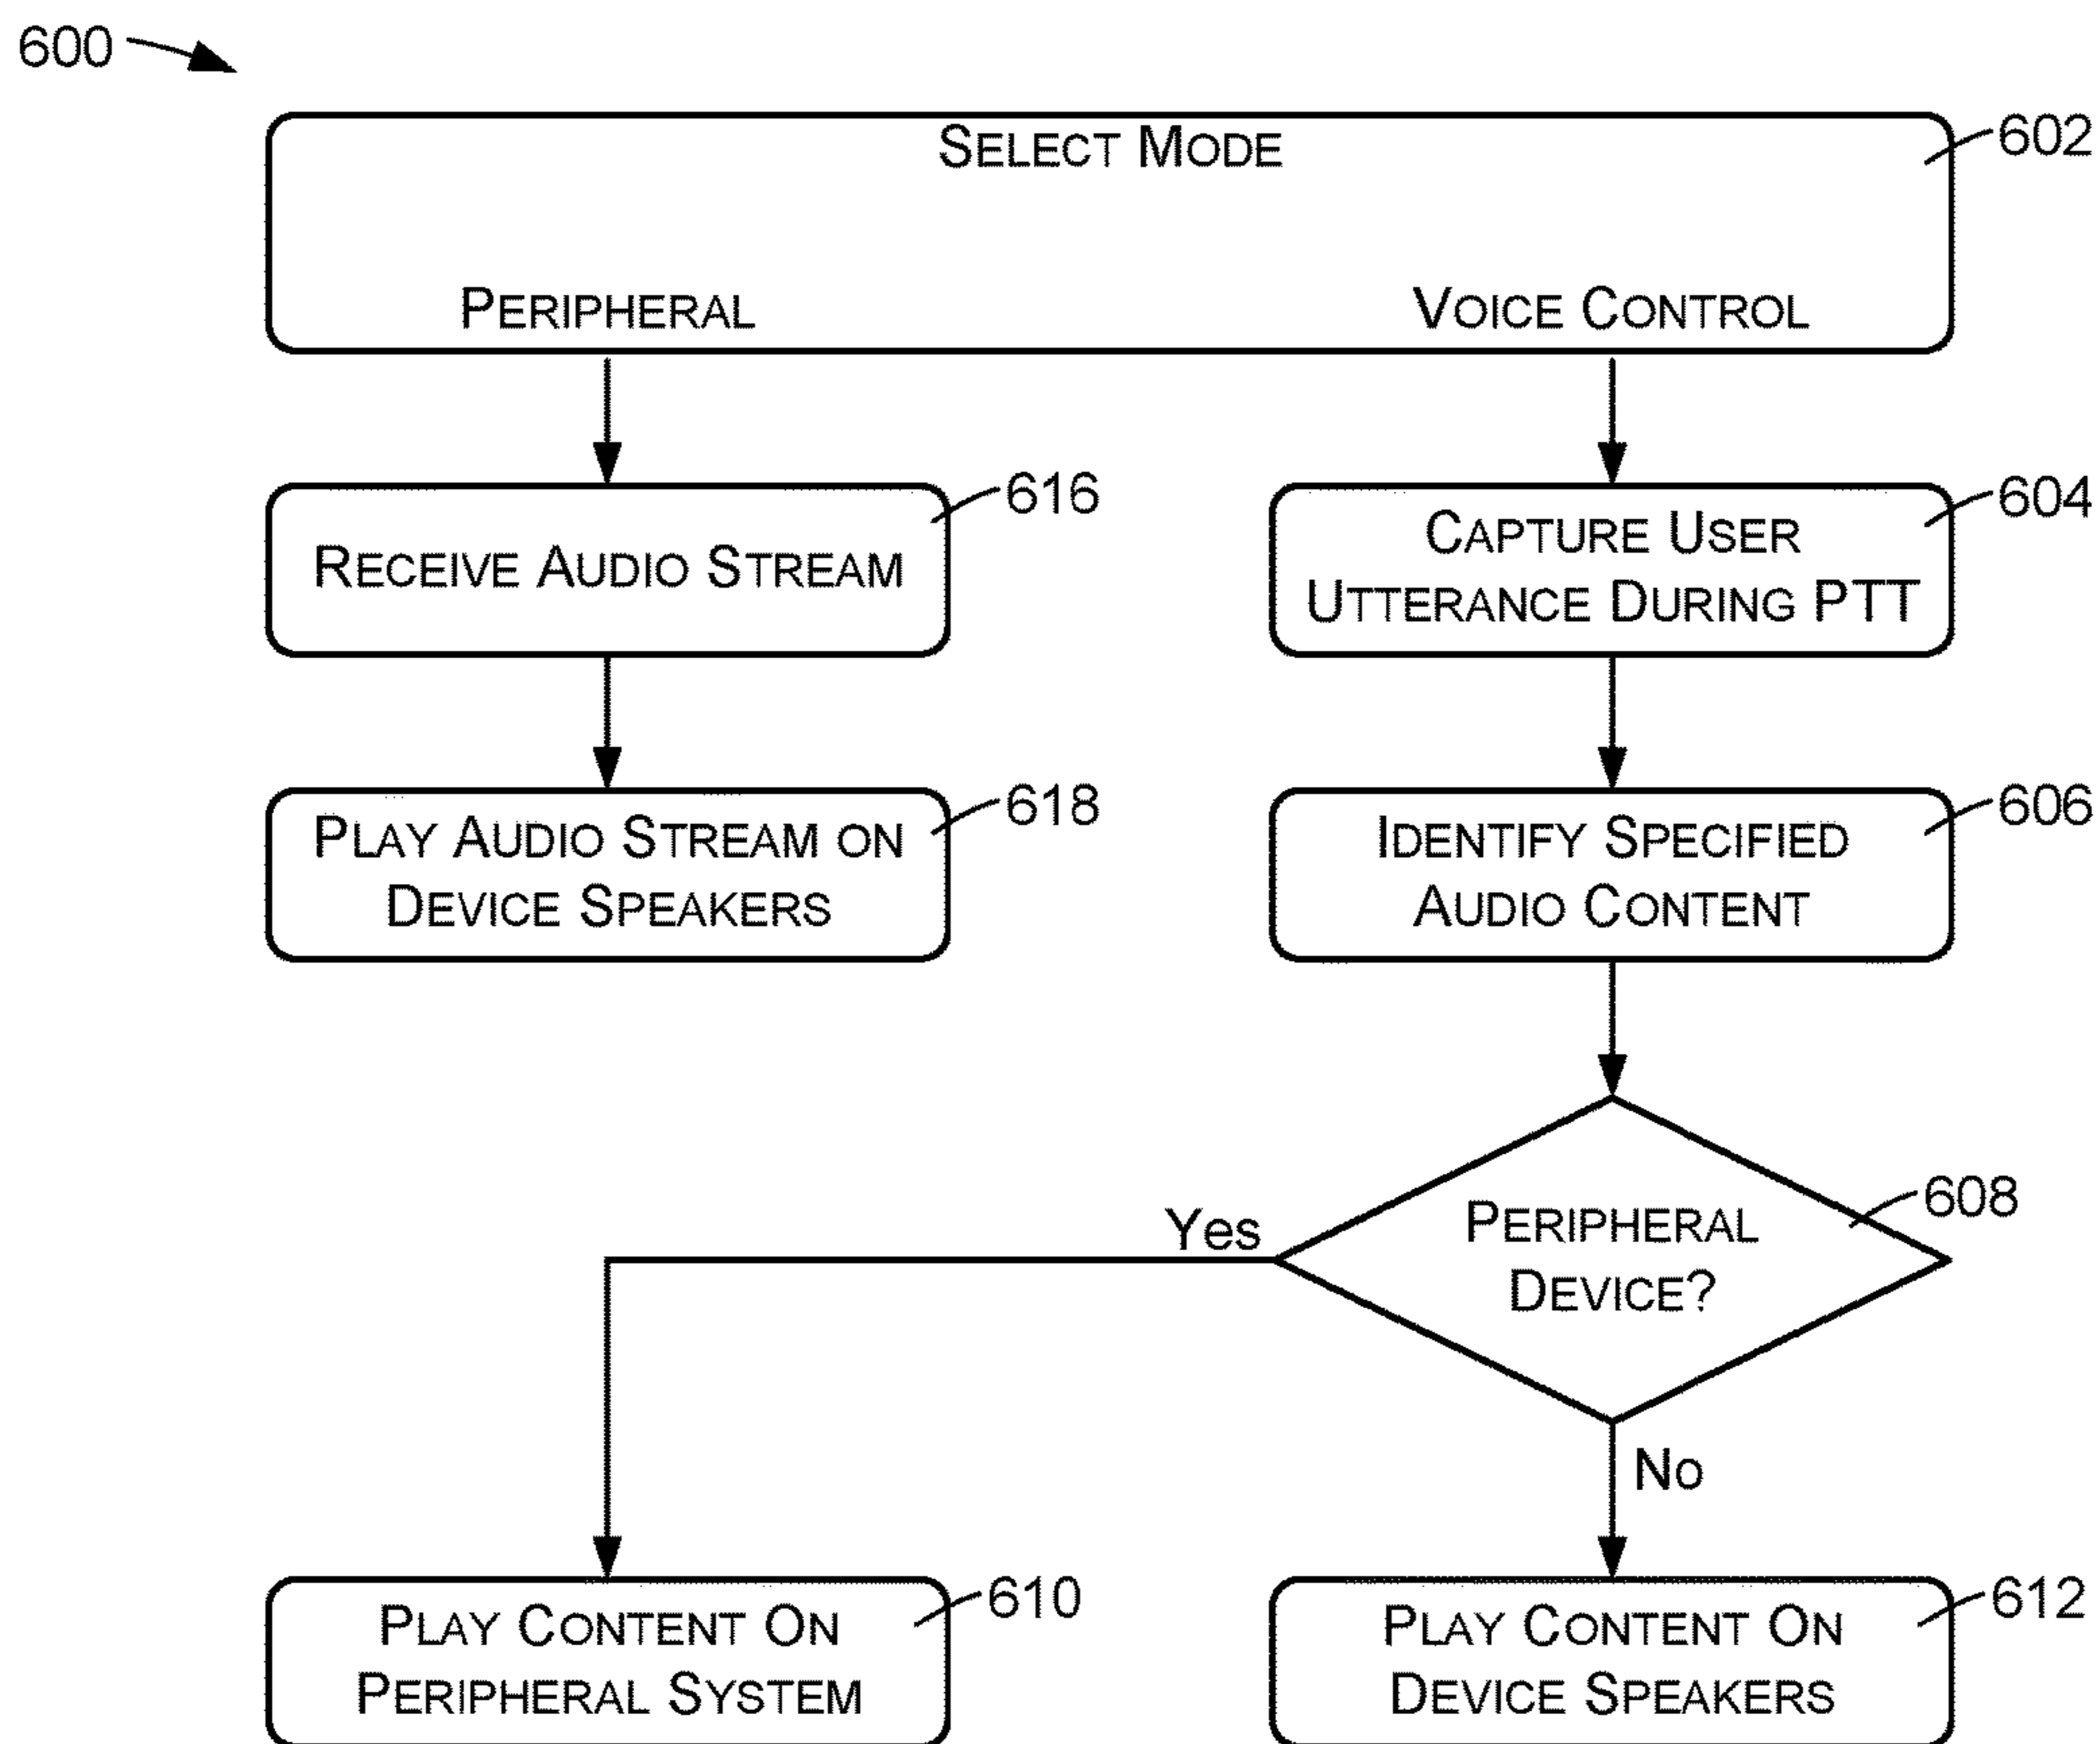 600
SELECT MODE
602
PERIPHERAL
VOICE CONTROL
616
RECEIVE AUDIO STREAM
604
CAPTURE USER
UTTERANCE DURING PTT
618
PLAY AUDIO STREAM ON
DEVICE SPEAKERS
606
IDENTIFY SPECIFIED
AUDIO CONTENT
608
PERIPHERAL
DEVICE?
Yes
No
610
PLAY CONTENT ON
PERIPHERAL SYSTEM
612
PLAY CONTENT ON
DEVICE SPEAKERS